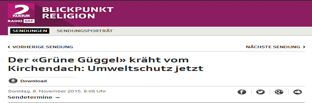 2
RADIO SRF
BLICKPUNKT
RELIGION
SENDUNGEN SENDUNGSPORTRÄT
VORHERIGE SENDUNG NÄCHSTE SENDUNG
Der «Grüne Güggel» kräht vom
Kirchendach: Umweltschutz jetzt
Download
Sonntag, 8. November 2015, 8:08 Uhr
Sendetermine